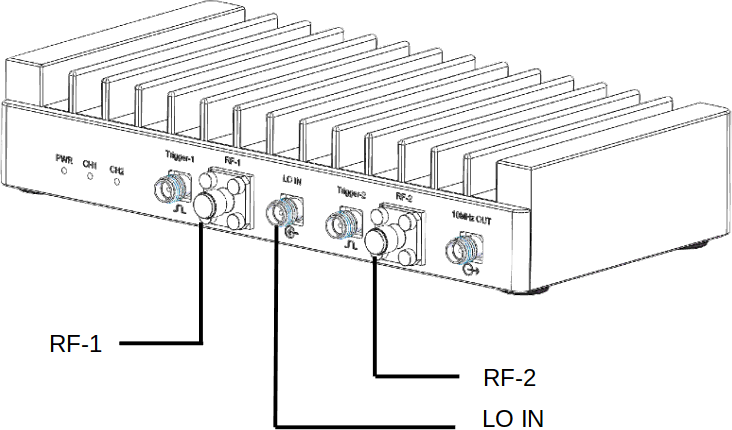 PWR
CH1
CH2
Trigger-1
RF-1
LO IN
Trigger-2
RF-2
10MHz OUT
RF-1
RF-2
LO IN